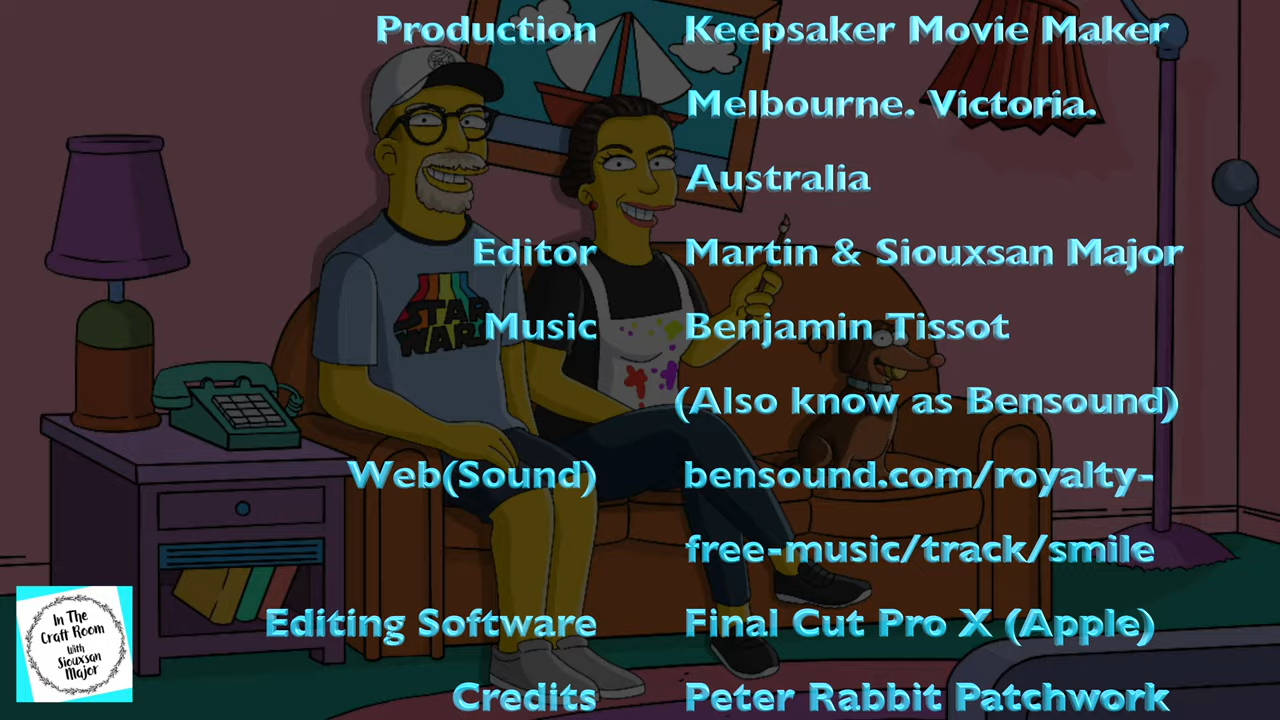 Production Keepsaker Movie Maker
Melbourne. Victoria.
Australia
Editor Martin & Siouxsan Major
Music Benjamin Tissot
(Also know as Bensound)
Web(Sound) bensound.com/royalty-
free-music/track/smile
Editing Software Final Cut Pro X (Apple)
Credits Peter Rabbit Patchwork
STAR
WARS
In The
Craft Room
With
Siouxsan
Major